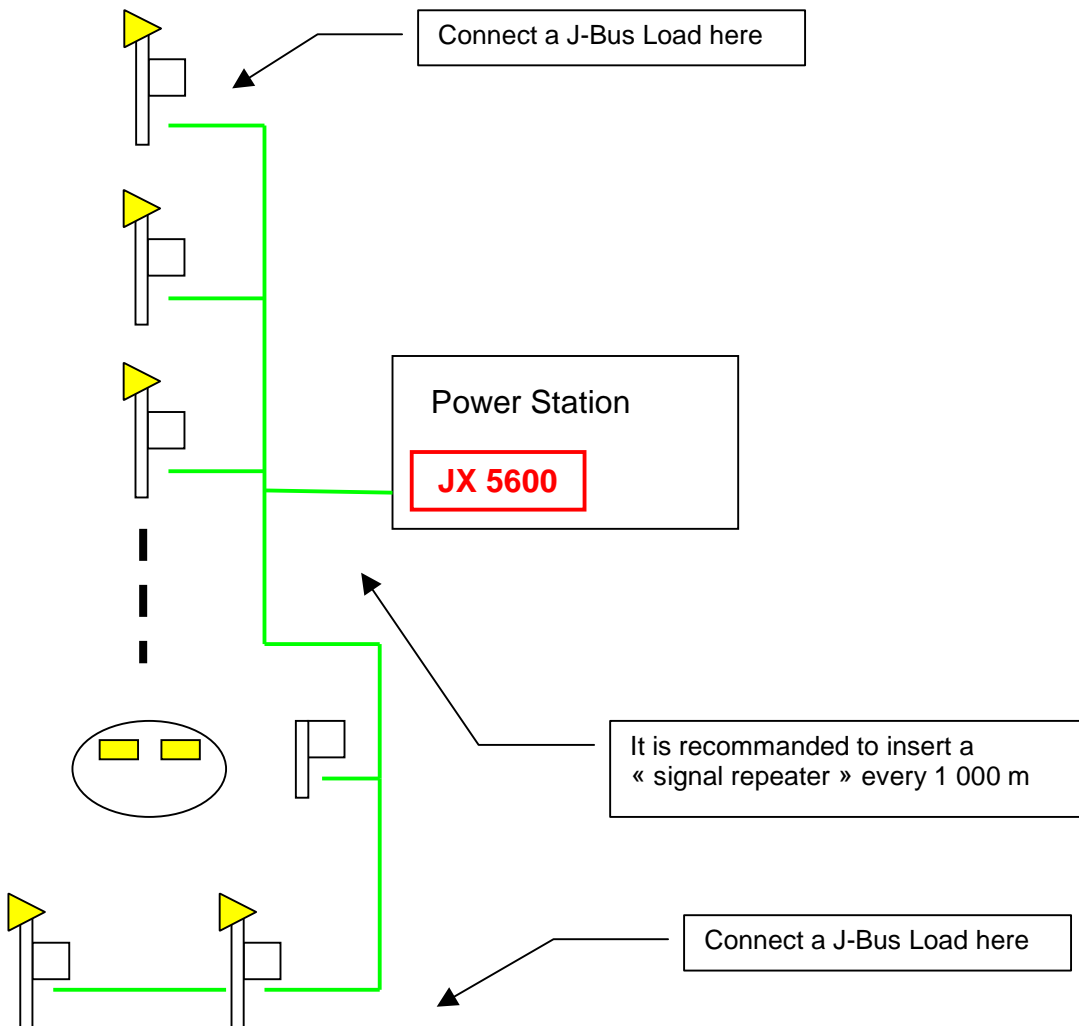 Connect a J-Bus Load here
Power Station
JX 5600
It is recommanded to insert a
« signal repeater » every 1 000 m
Connect a J-Bus Load here